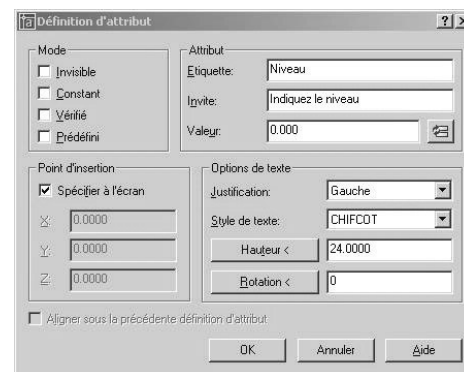 Définition d'attribut
Mode
Invisible
Constant
Vérifié
Prédéfini
Attribut
Etiquette: Niveau
Invite: Indiquez le niveau
Valeur: 0.000
Point d'insertion
Spécifier à l'écran
X: 0.0000
Y: 0.0000
Z: 0.0000
Options de texte
Justification: Gauche
Style de texte: CHIFCOT
Hauteur < 24.0000
Rotation < 0
Aligner sous la précédente définition d'attribut
OK Annuler Aide